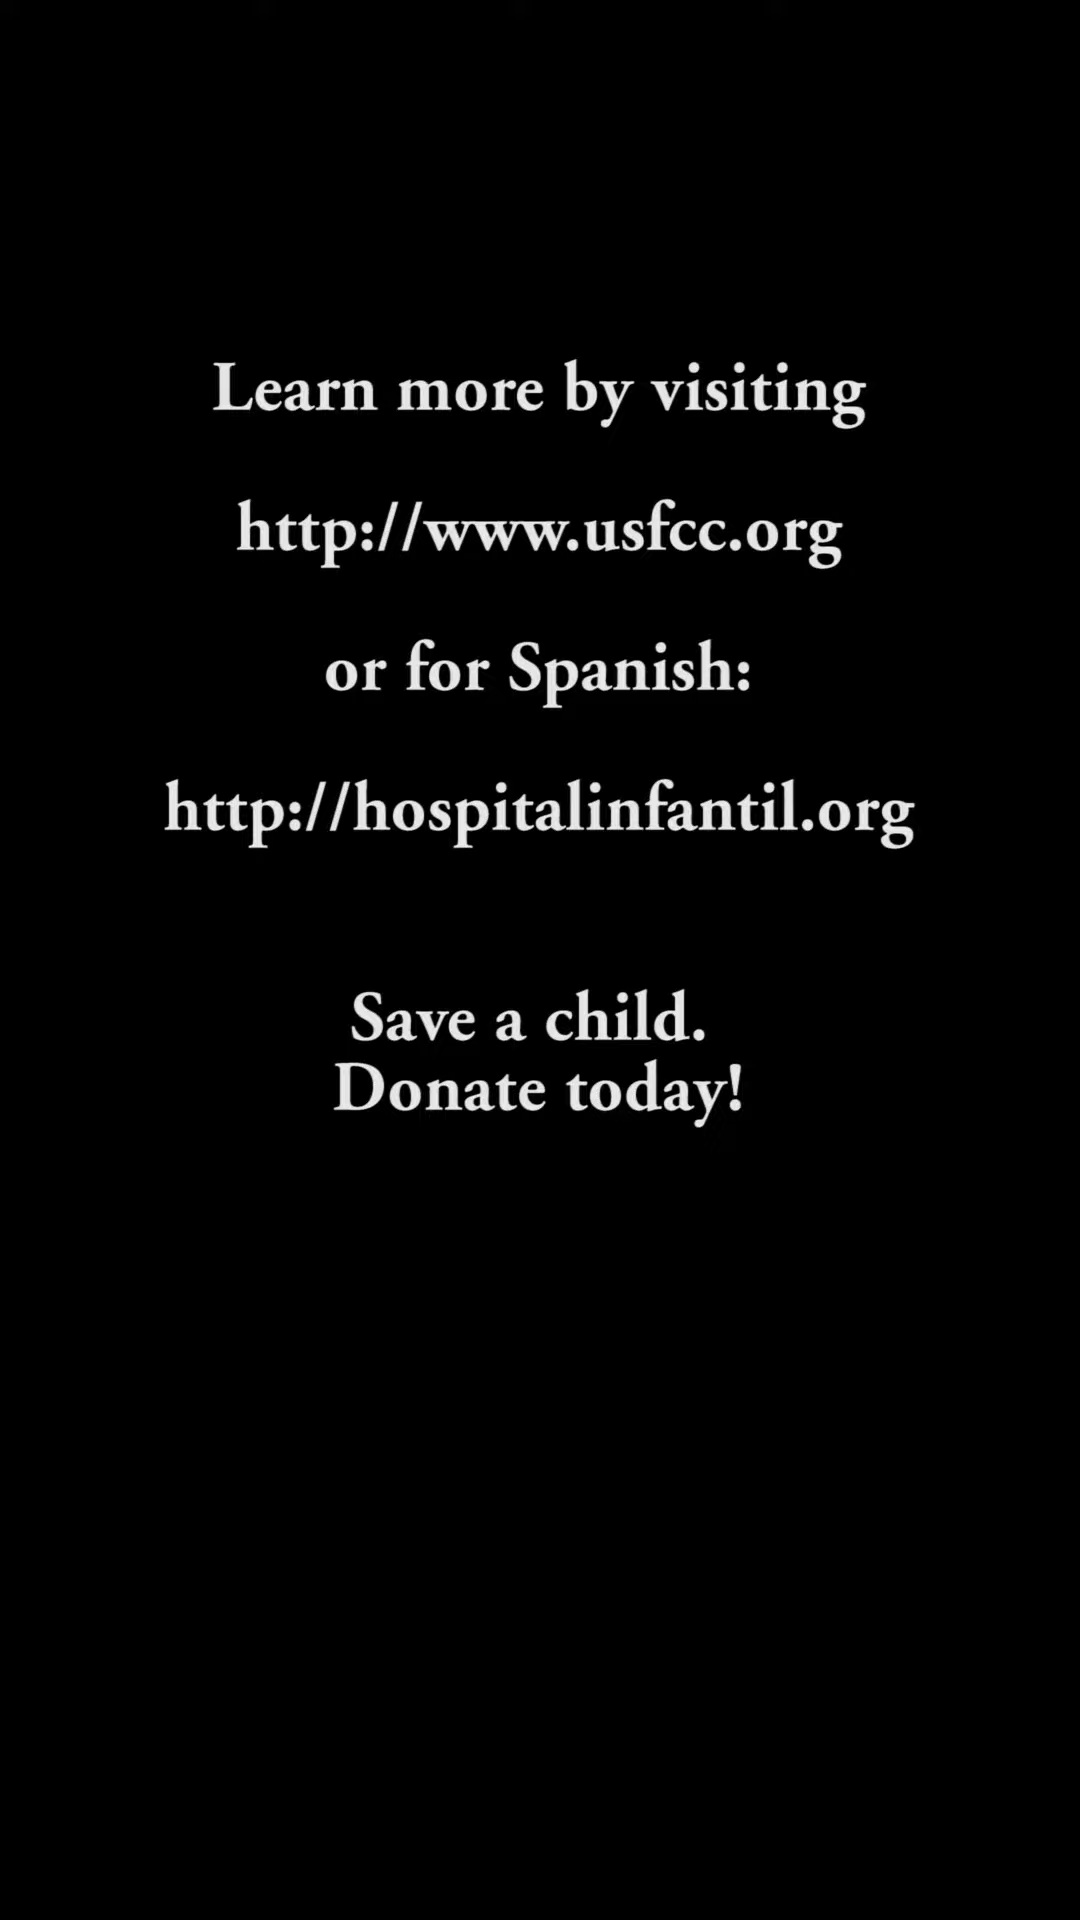 Learn more by visiting
http://www.usfcc.org
or for Spanish:
http://hospitalinfantil.org
Save a child.
Donate today!